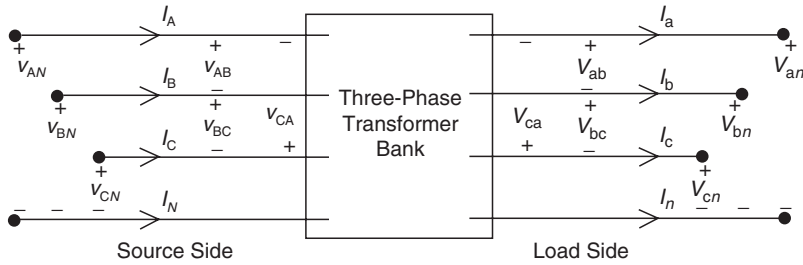 I_A I_a
+ − − + +
v_AN + v_AB + V_ab V_an
I_B − − I_b
+ + Three-Phase + +
v_BN v_BC v_CA Transformer V_ca V_bc V_bn
I_C − + Bank + − I_c
+ +
v_CN V_cn
− − − I_N I_n − − −
Source Side Load Side